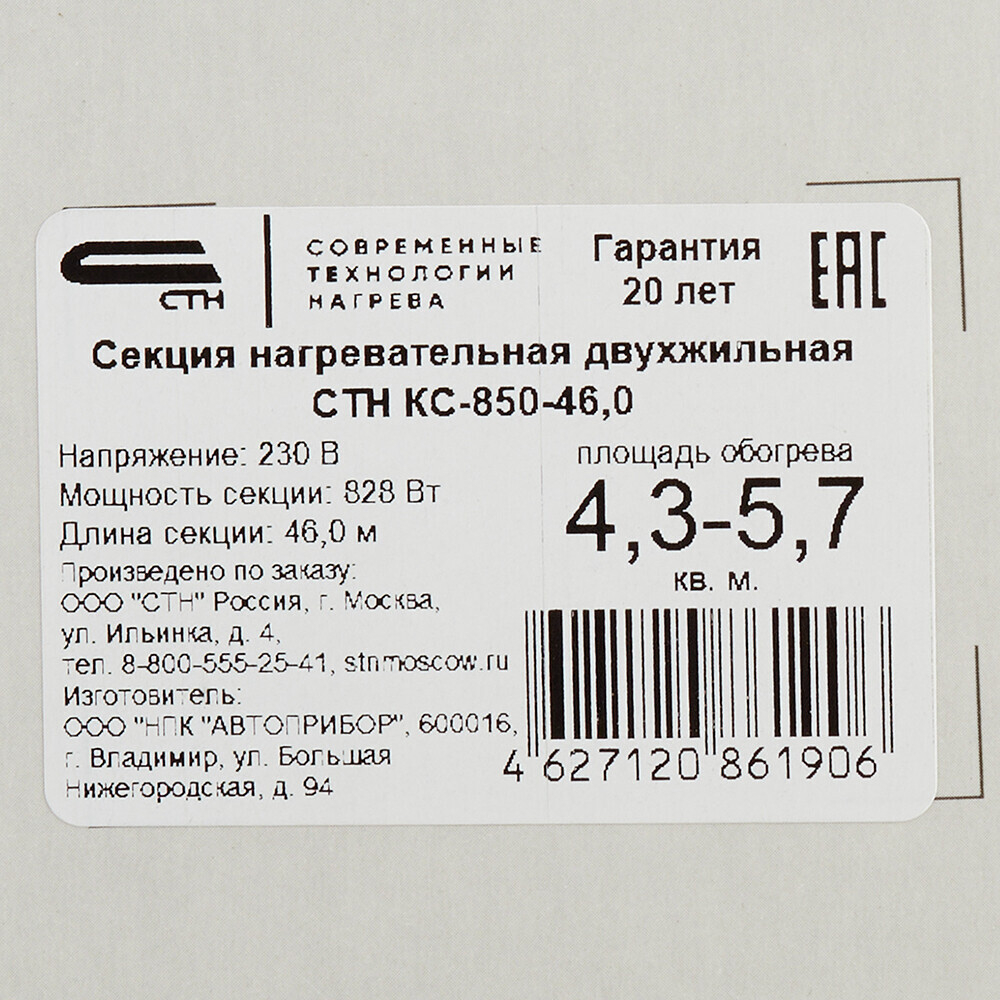 СТН
СОВРЕМЕННЫЕ
ТЕХНОЛОГИИ
НАГРЕВА
Гарантия
20 лет
ЕАС
Секция нагревательная двухжильная
СТН КС-850-46,0
Напряжение: 230 В
Мощность секции: 828 Вт
Длина секции: 46,0 м
площадь обогрева
4,3-5,7
кв. м.
Произведено по заказу:
ООО "СТН" Россия, г. Москва,
ул. Ильинка, д. 4,
тел. 8-800-555-25-41, stnmoscow.ru
Изготовитель:
ООО "НПК "АВТОПРИБОР", 600016,
г. Владимир, ул. Большая
Нижегородская, д. 94
4 627120 861906